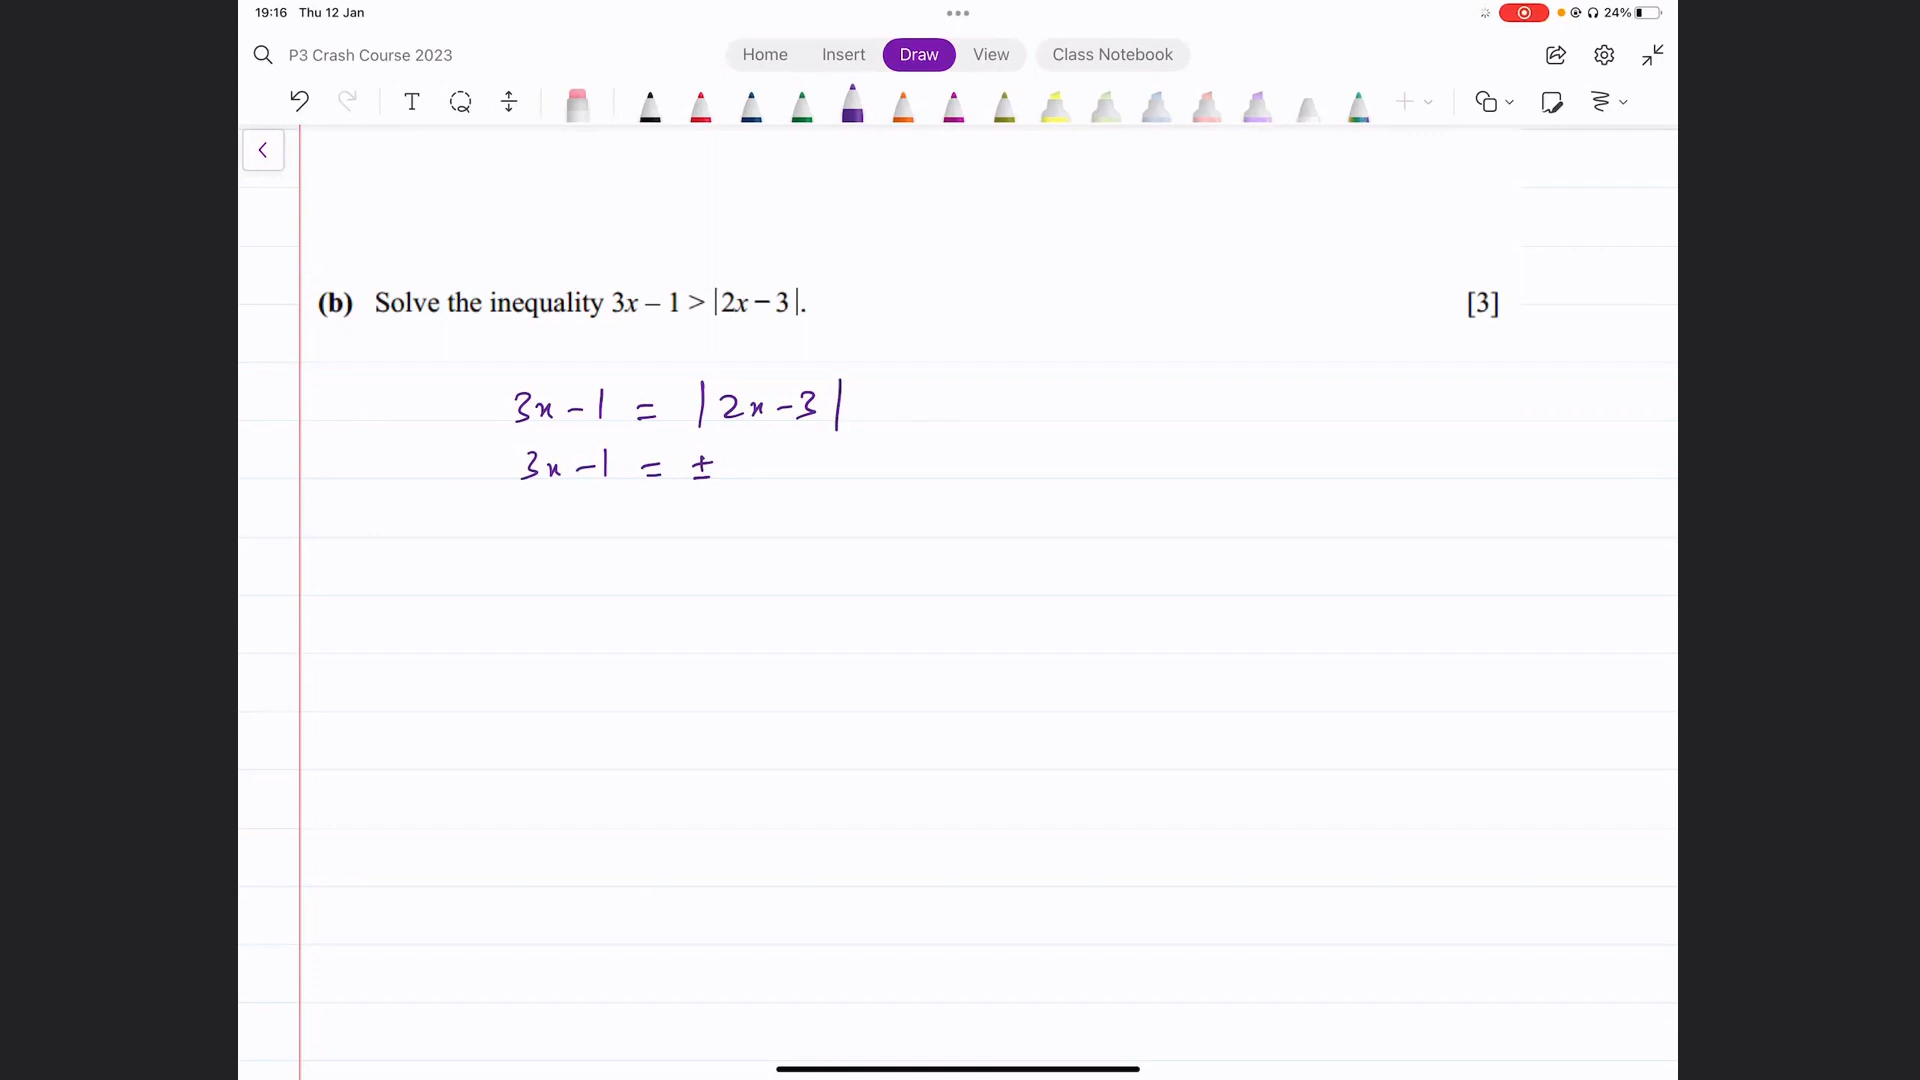 19:16 Thu 12 Jan
24%
P3 Crash Course 2023
Home Insert Draw View Class Notebook
T
(b) Solve the inequality 3x – 1 > |2x − 3|. [3]
3x − 1 = |2x − 3|
3x − 1 = ±